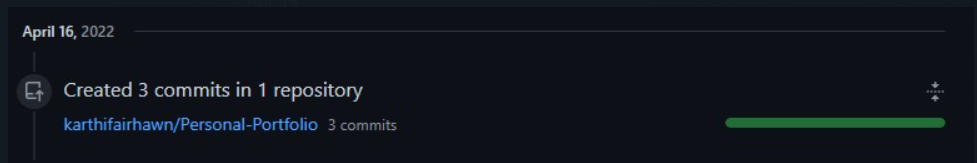 April 16, 2022
Created 3 commits in 1 repository
karthifairhawn/Personal-Portfolio 3 commits